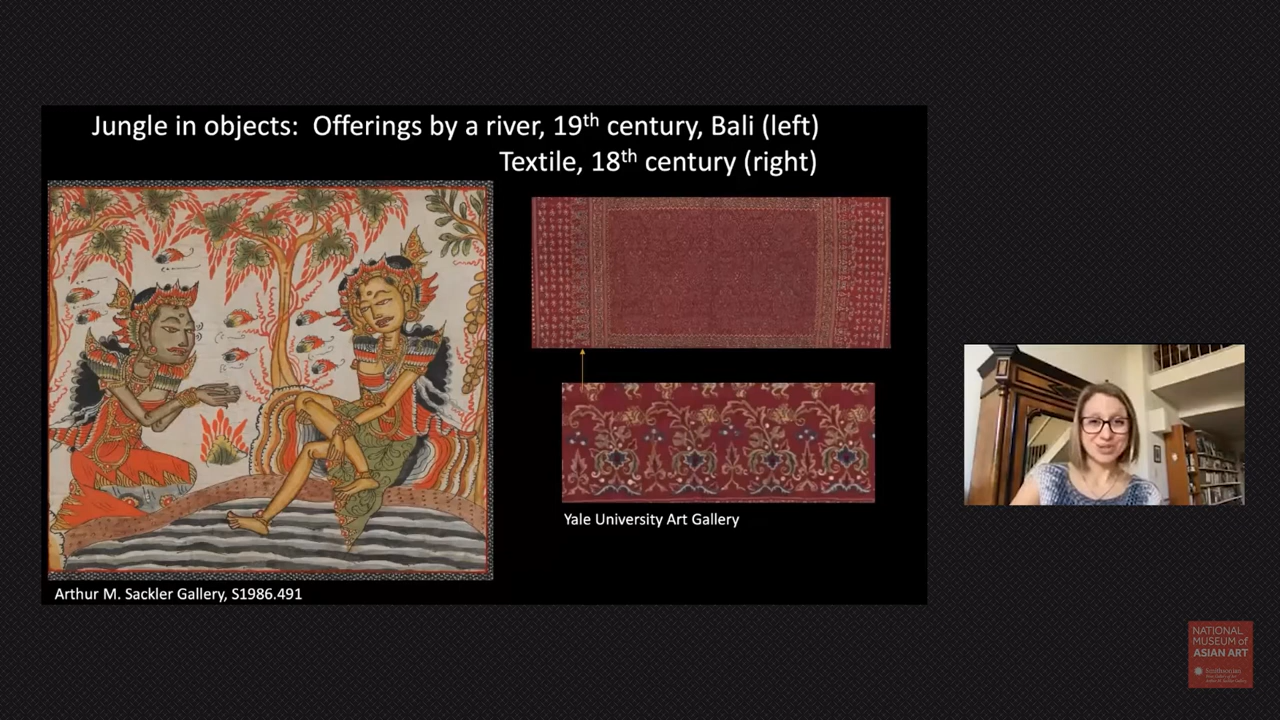 Jungle in objects: Offerings by a river, 19th century, Bali (left)
Textile, 18th century (right)
Yale University Art Gallery
Arthur M. Sackler Gallery, S1986.491
NATIONAL
MUSEUM of
ASIAN ART
Smithsonian